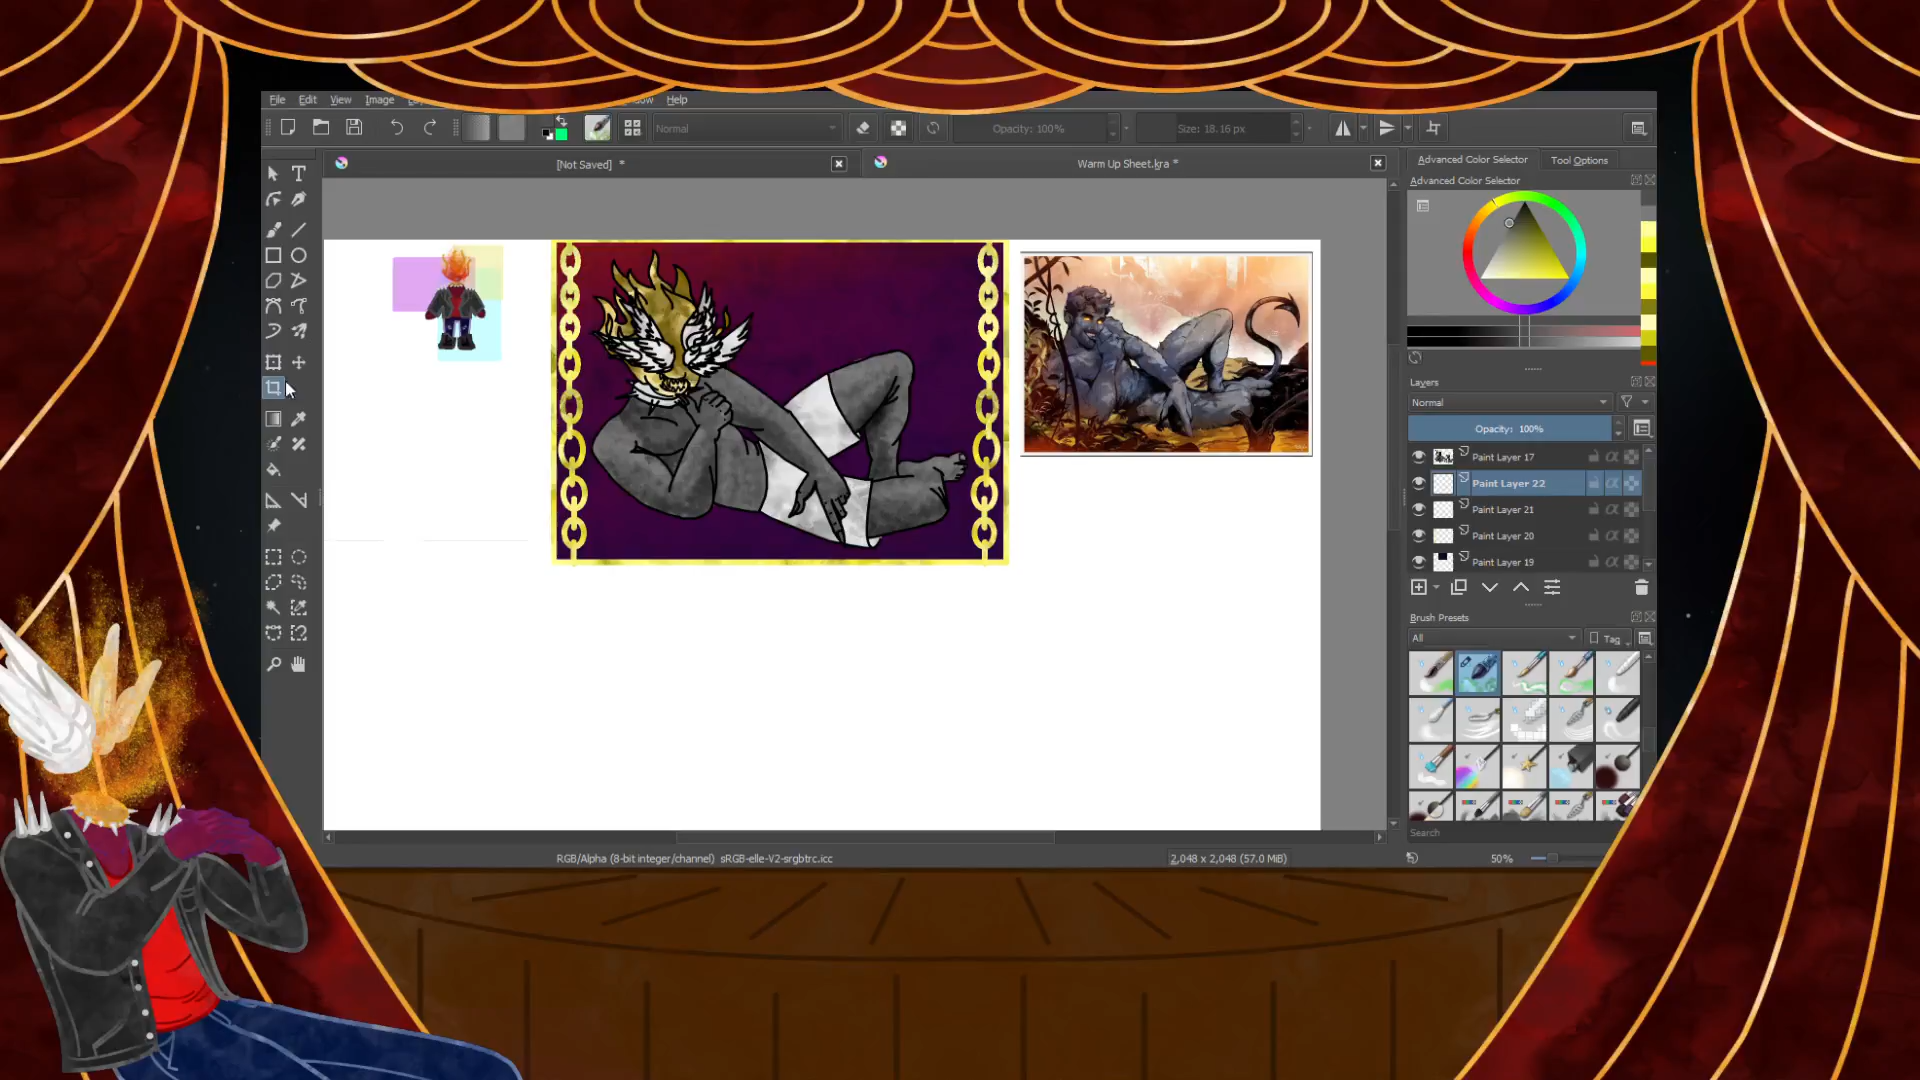 File Edit View Image Help
Normal
Opacity: 100%
Size: 18.16 px
[Not Saved] *
Warm Up Sheet.kra *
Advanced Color Selector
Tool Options
Advanced Color Selector
Layers
Normal
Opacity: 100%
Paint Layer 17
Paint Layer 22
Paint Layer 21
Paint Layer 20
Paint Layer 19
Brush Presets
All
Tag
Search
RGB/Alpha (8-bit integer/channel) sRGB-elle-V2-srgbtrc.icc
2,048 x 2,048 (57.0 MiB)
50%